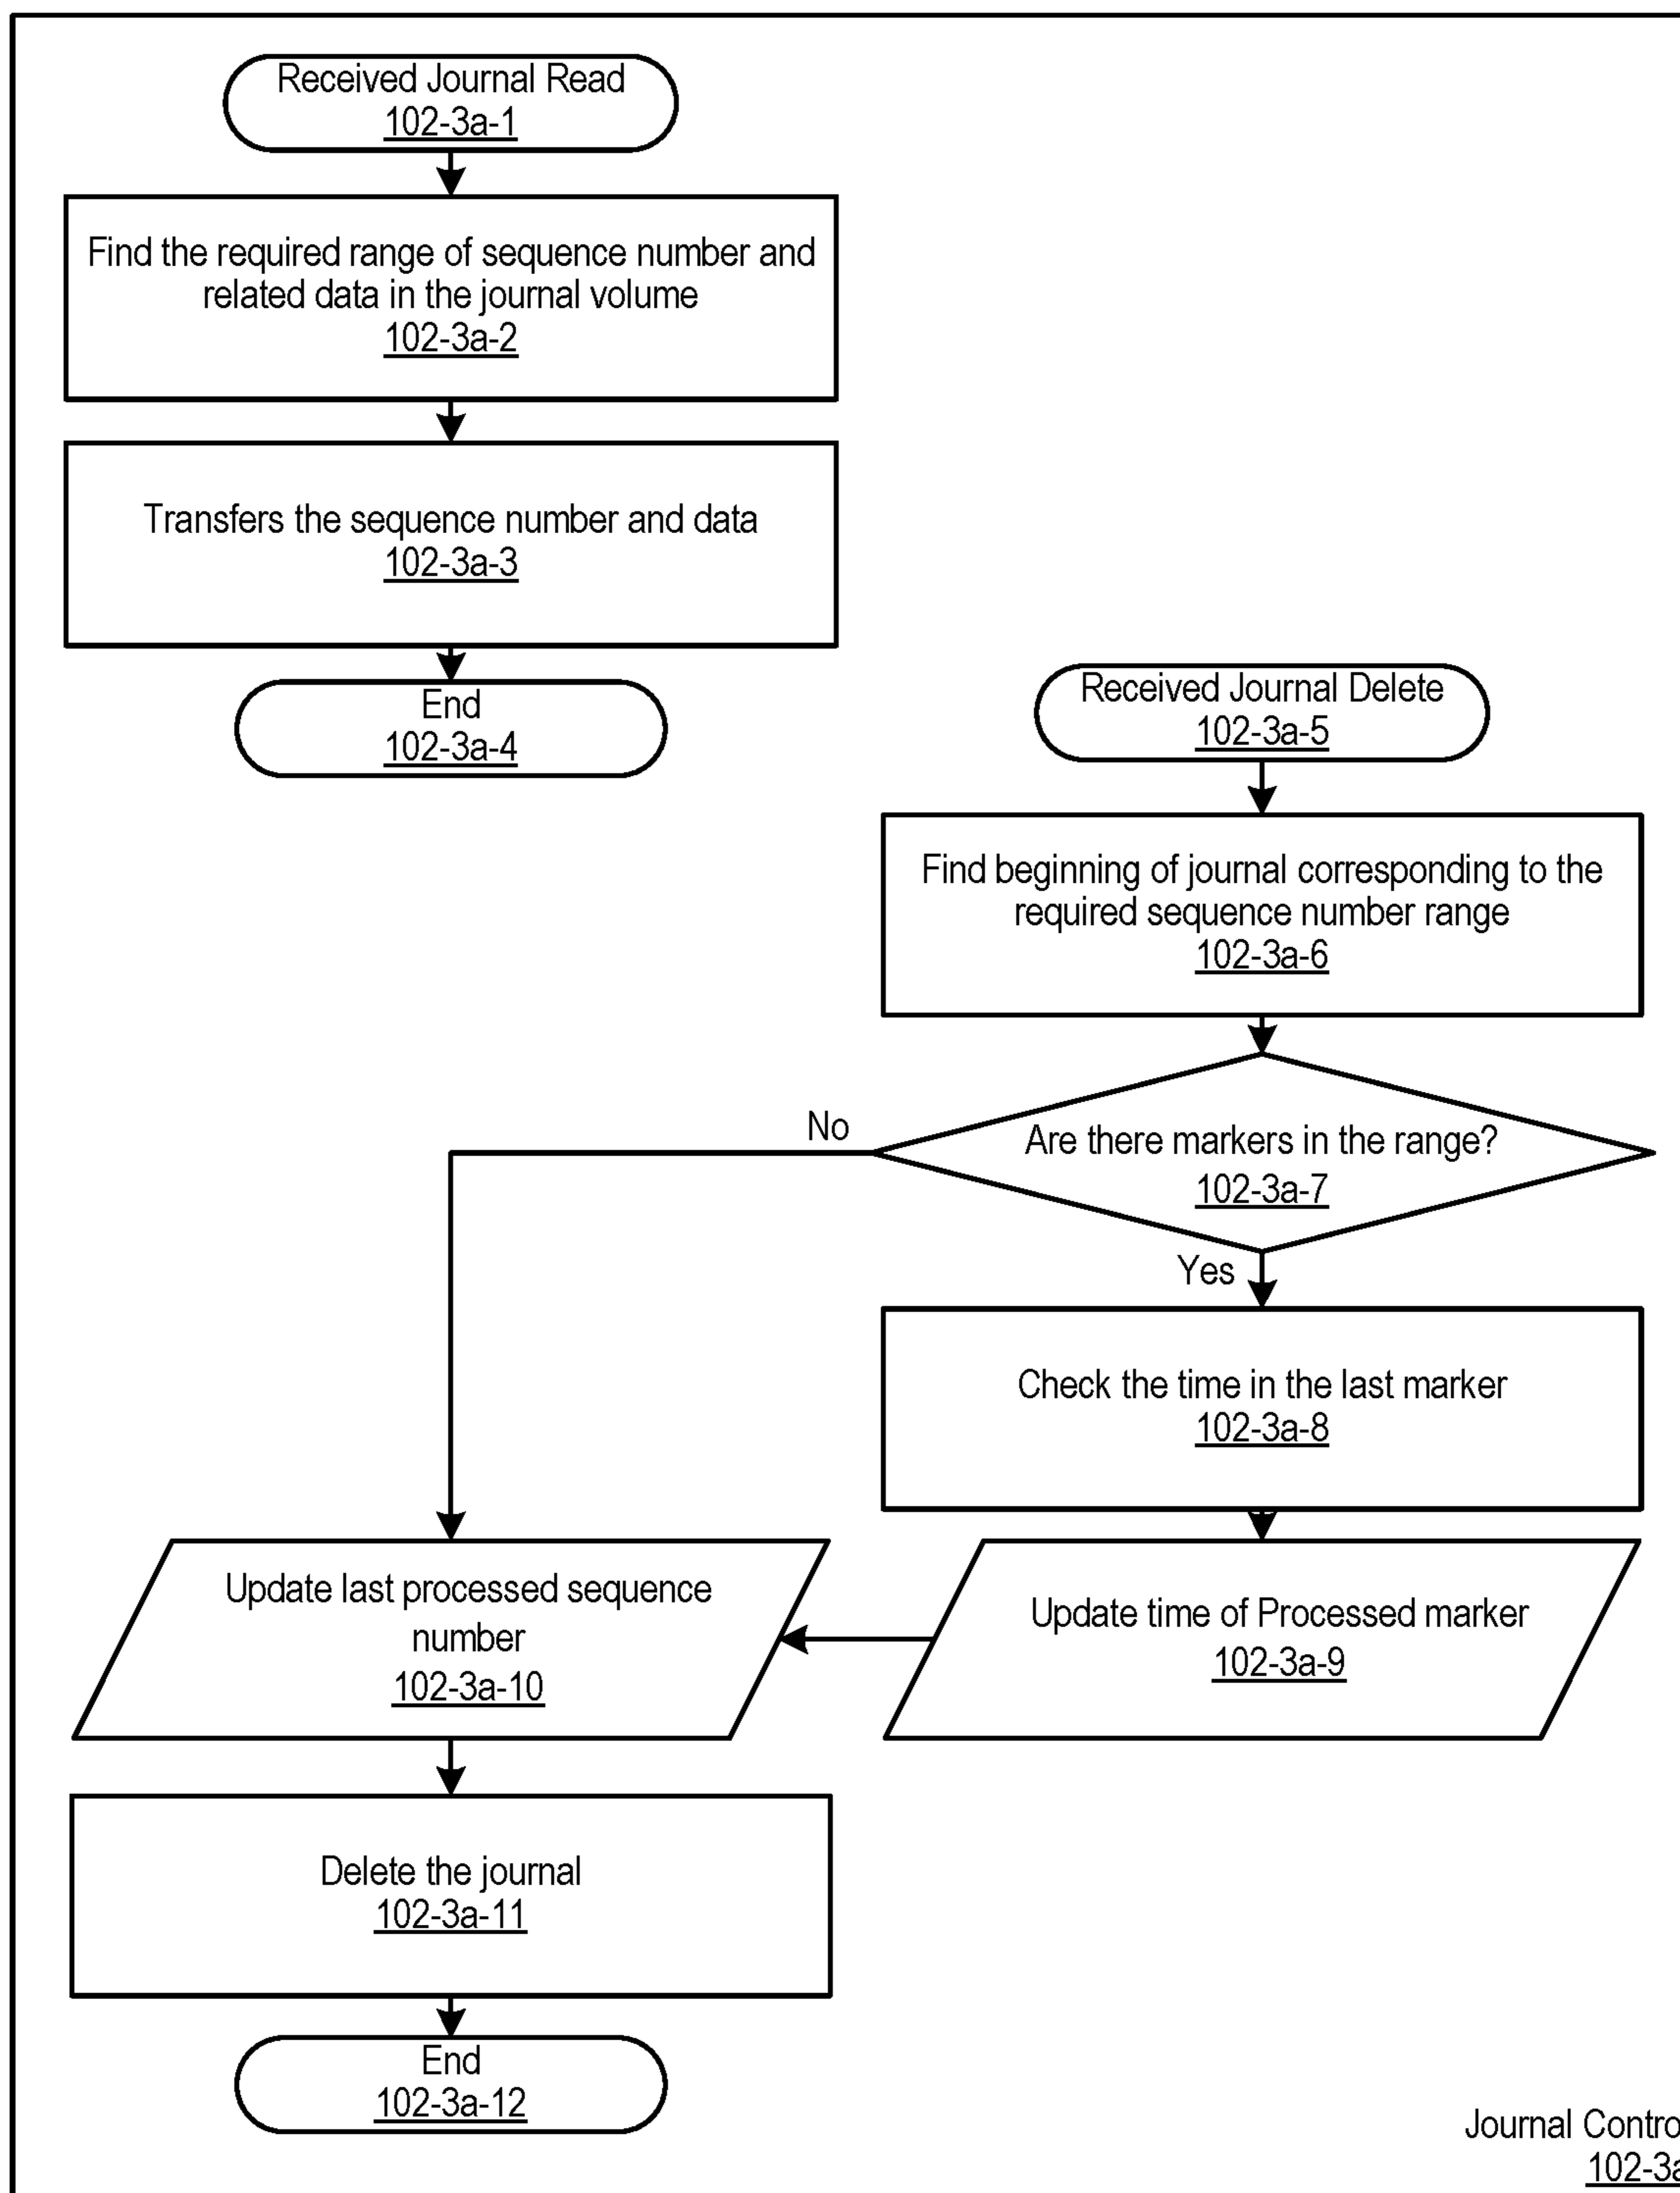 Received Journal Read
102-3a-1
Find the required range of sequence number and
related data in the journal volume
102-3a-2
Transfers the sequence number and data
102-3a-3
End
102-3a-4
Received Journal Delete
102-3a-5
Find beginning of journal corresponding to the
required sequence number range
102-3a-6
Are there markers in the range?
102-3a-7
No
Yes
Check the time in the last marker
102-3a-8
Update time of Processed marker
102-3a-9
Update last processed sequence
number
102-3a-10
Delete the journal
102-3a-11
End
102-3a-12
Journal Contro
102-3a